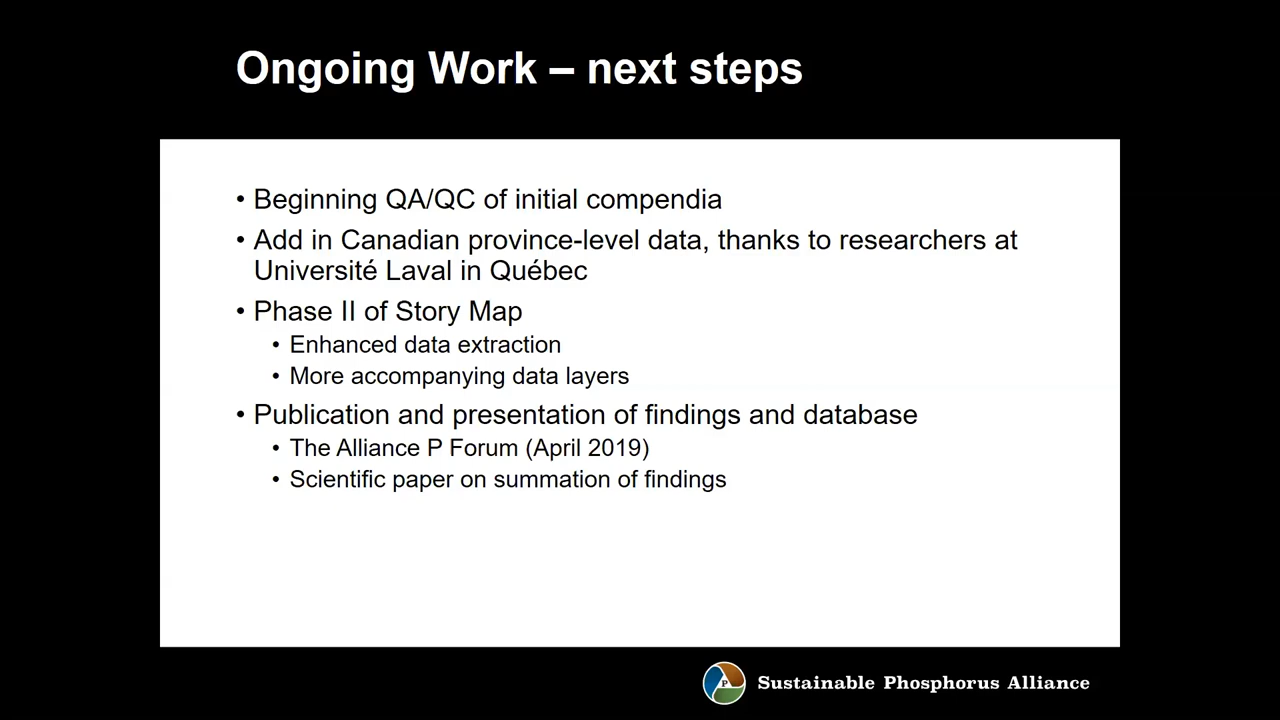 Ongoing Work – next steps
• Beginning QA/QC of initial compendia
• Add in Canadian province-level data, thanks to researchers at
Université Laval in Québec
• Phase II of Story Map
• Enhanced data extraction
• More accompanying data layers
• Publication and presentation of findings and database
• The Alliance P Forum (April 2019)
• Scientific paper on summation of findings
P
Sustainable Phosphorus Alliance